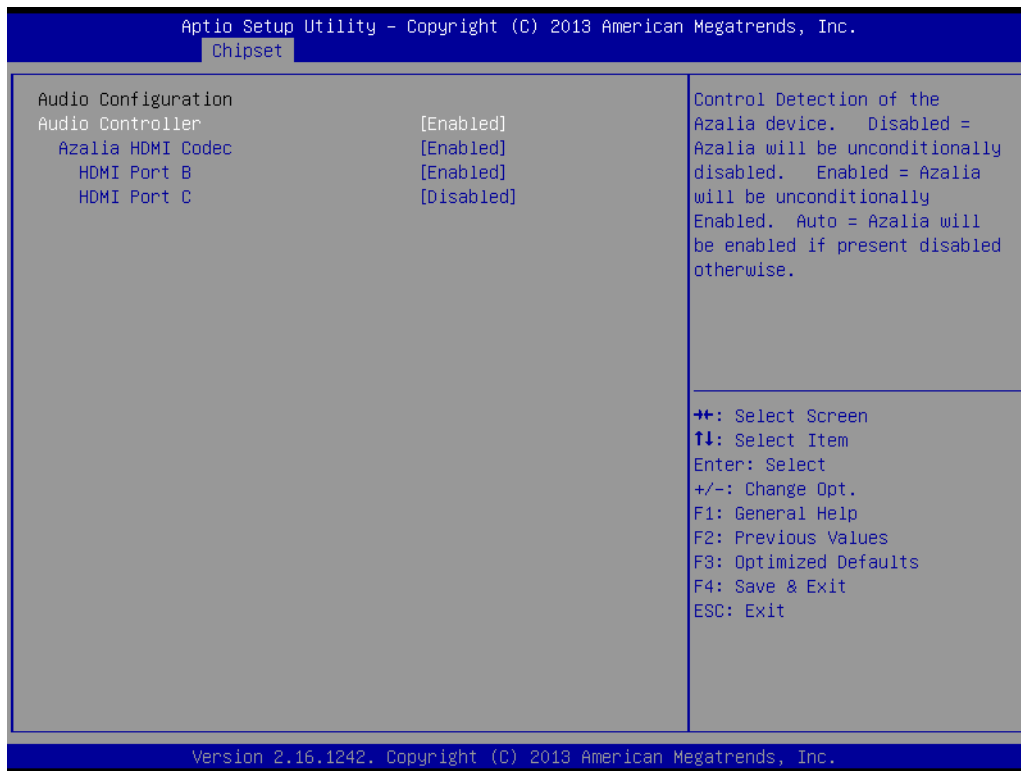 Aptio Setup Utility – Copyright (C) 2013 American Megatrends, Inc.
Chipset
Audio Configuration
Audio Controller [Enabled]
Azalia HDMI Codec [Enabled]
HDMI Port B [Enabled]
HDMI Port C [Disabled]
Control Detection of the
Azalia device. Disabled =
Azalia will be unconditionally
disabled. Enabled = Azalia
will be unconditionally
Enabled. Auto = Azalia will
be enabled if present disabled
otherwise.
→←: Select Screen
↑↓: Select Item
Enter: Select
+/-: Change Opt.
F1: General Help
F2: Previous Values
F3: Optimized Defaults
F4: Save & Exit
ESC: Exit
Version 2.16.1242. Copyright (C) 2013 American Megatrends, Inc.